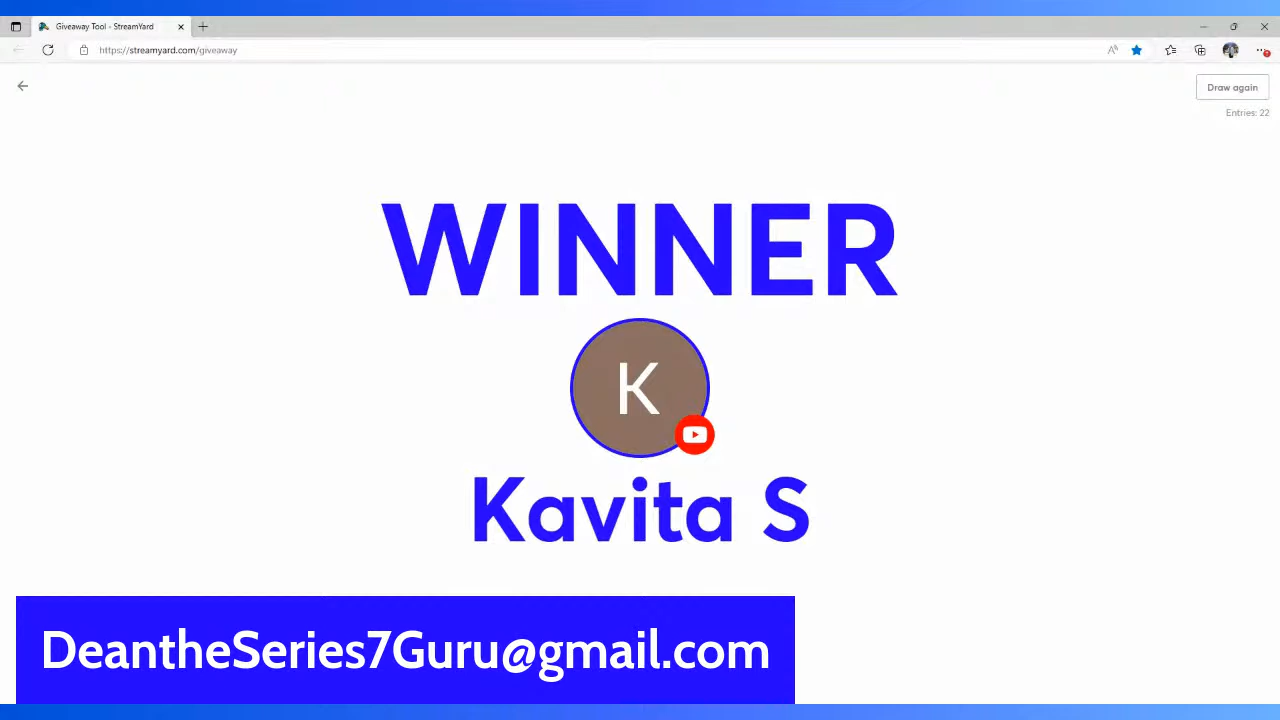 Giveaway Tool - StreamYard
https://streamyard.com/giveaway
Draw again
Entries: 22
WINNER
K
Kavita S
DeantheSeries7Guru@gmail.com